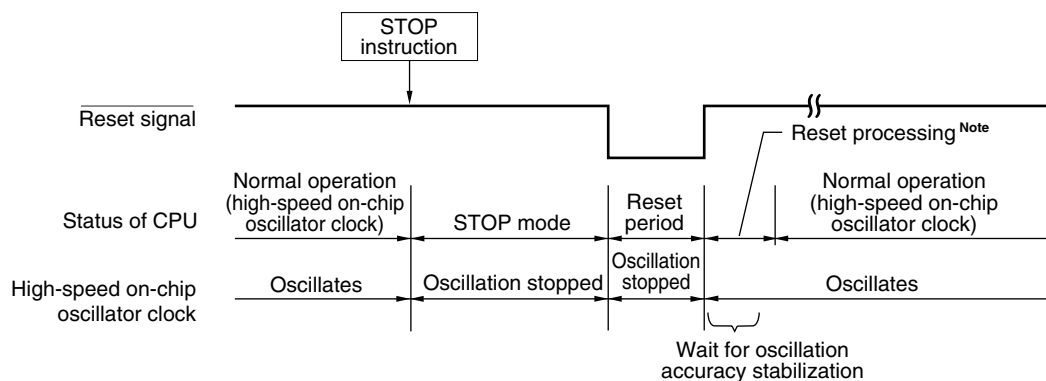 STOP
instruction
Reset signal
Reset processing Note
Status of CPU
Normal operation
(high-speed on-chip
oscillator clock)
STOP mode
Reset
period
Normal operation
(high-speed on-chip
oscillator clock)
High-speed on-chip
oscillator clock
Oscillates
Oscillation stopped
Oscillation
stopped
Oscillates
Wait for oscillation
accuracy stabilization